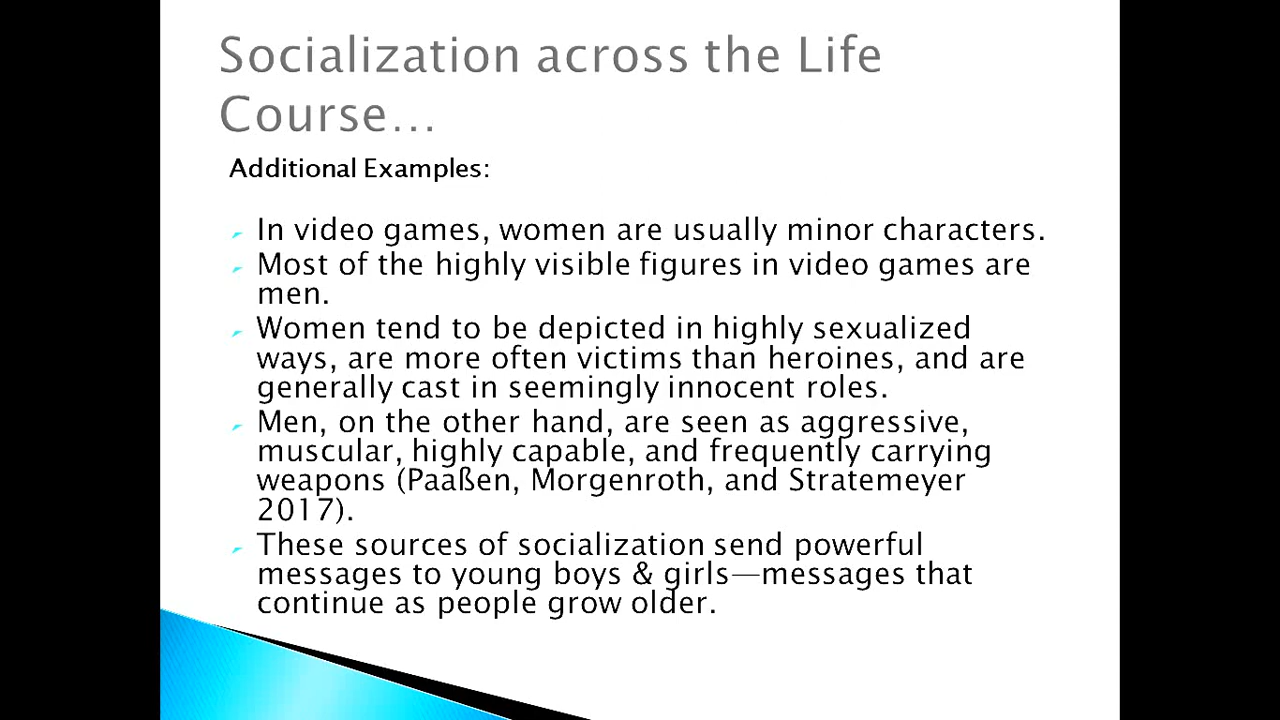 Socialization across the Life
Course…
Additional Examples:
In video games, women are usually minor characters.
Most of the highly visible figures in video games are
men.
Women tend to be depicted in highly sexualized
ways, are more often victims than heroines, and are
generally cast in seemingly innocent roles.
Men, on the other hand, are seen as aggressive,
muscular, highly capable, and frequently carrying
weapons (Paaßen, Morgenroth, and Stratemeyer
2017).
These sources of socialization send powerful
messages to young boys & girls—messages that
continue as people grow older.